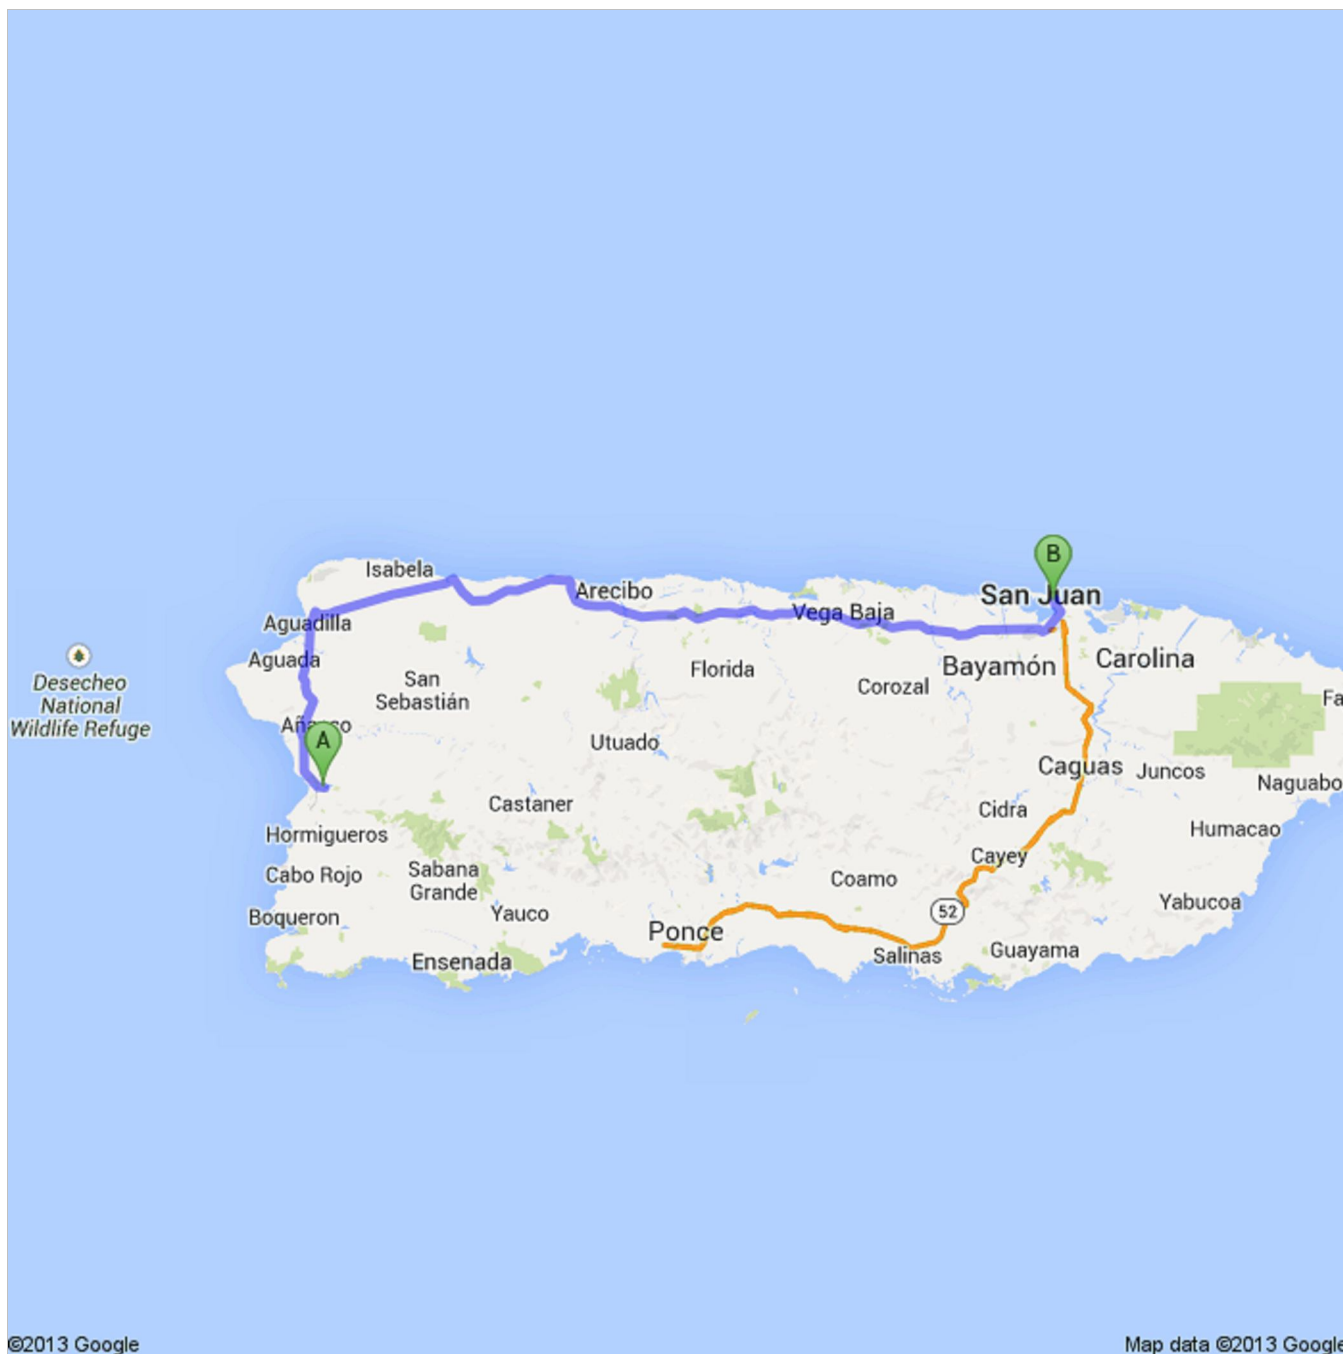 B
Isabela
Arecibo
San Juan
Aguadilla
Vega Baja
Aguada
Bayamón
Carolina
Florida
San
Sebastián
Corozal
Desecheo
National
Wildlife Refuge
Fa
Añasco
A
Utuado
Caguas
Juncos
Naguabo
Castaner
Cidra
Hormigueros
Humacao
Cayey
Cabo Rojo
Sabana
Grande
Coamo
Yabucoa
Boqueron
Yauco
52
Ponce
Salinas
Guayama
Ensenada
©2013 Google
Map data ©2013 Google